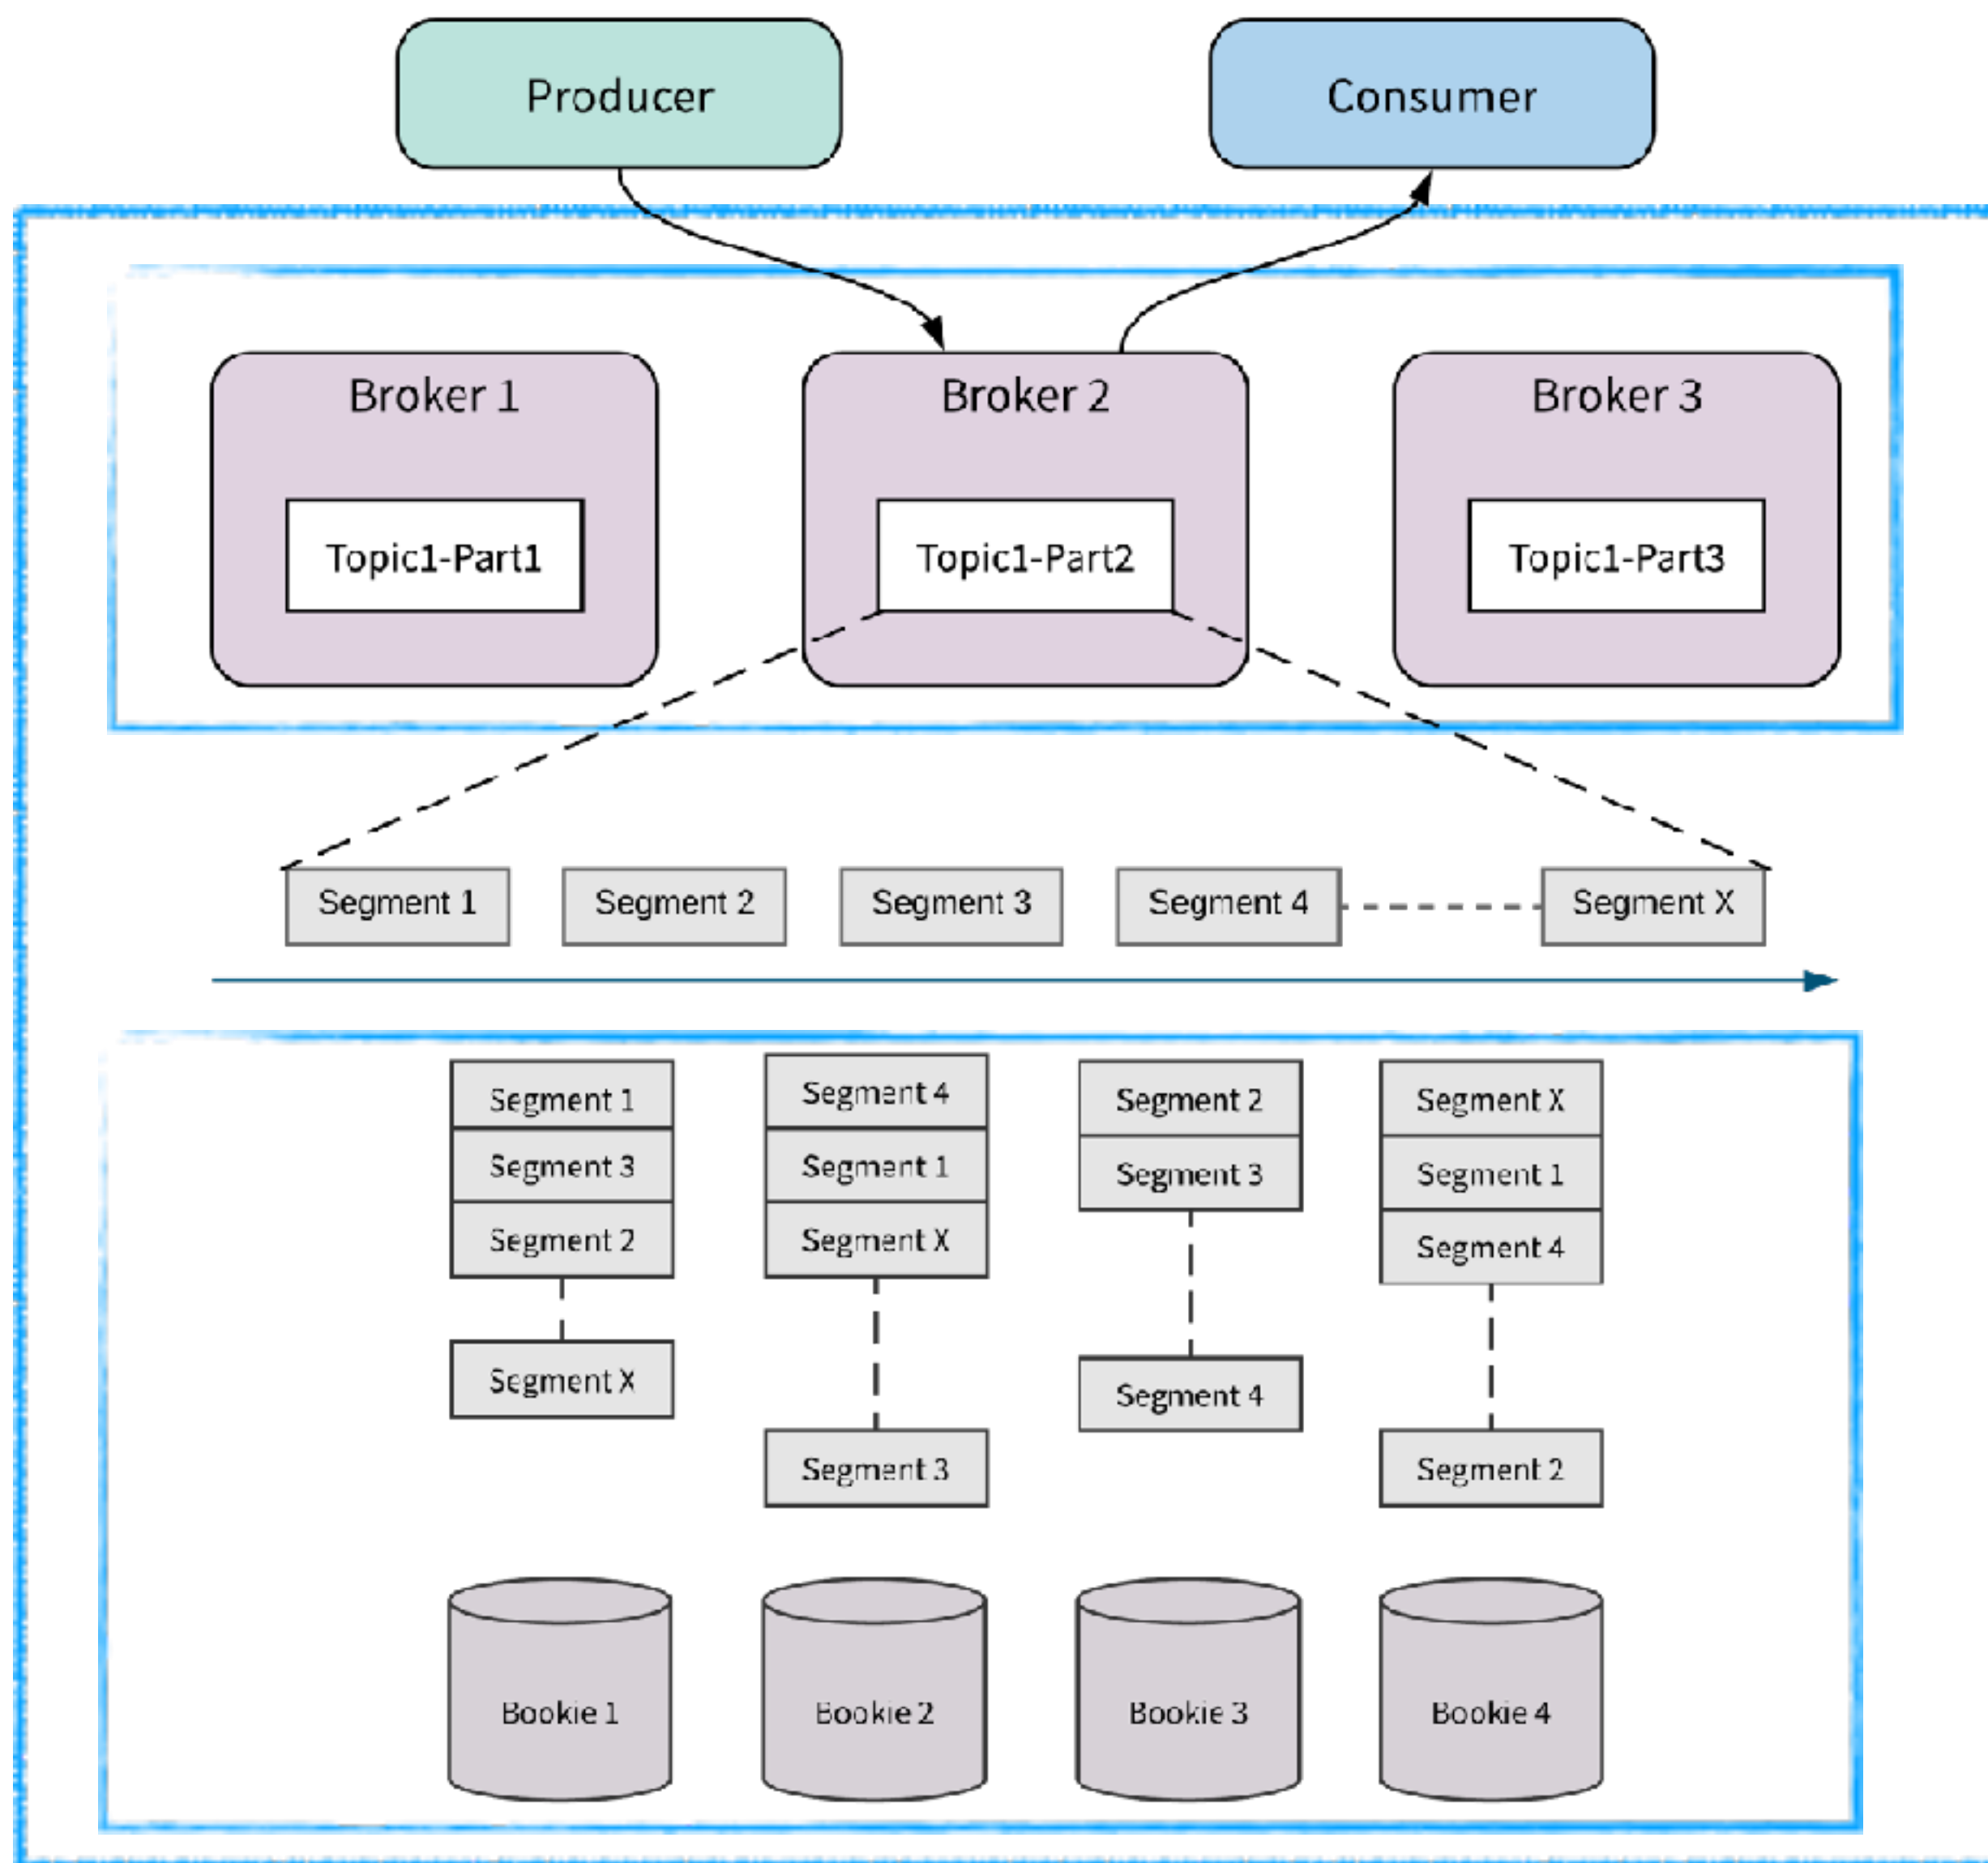 Producer
Consumer
Broker 1
Broker 2
Broker 3
Topic1-Part1
Topic1-Part2
Topic1-Part3
Segment 1
Segment 2
Segment 3
Segment 4
Segment X
Segment 1
Segment 3
Segment 2
Segment X
Segment 4
Segment 1
Segment X
Segment 3
Segment 2
Segment 3
Segment 4
Segment X
Segment 1
Segment 4
Segment 2
Bookie 1
Bookie 2
Bookie 3
Bookie 4